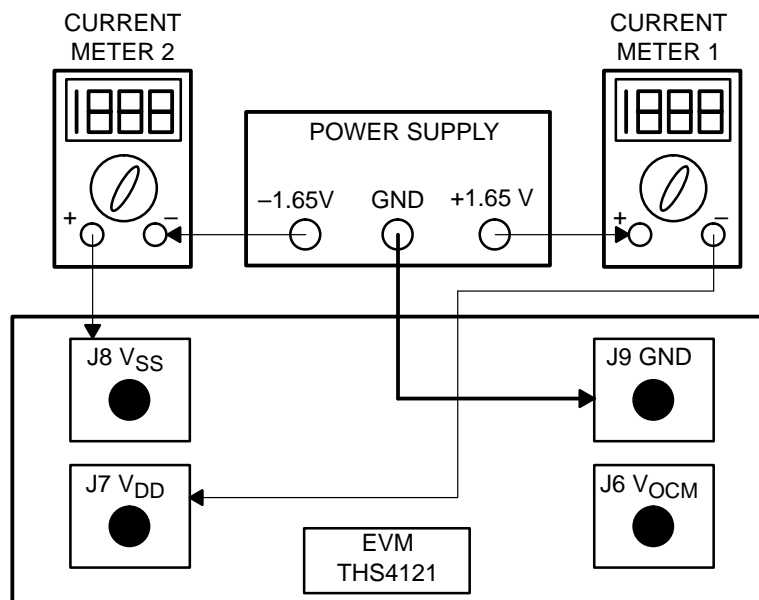 CURRENT
METER 2
CURRENT
METER 1
1888
1888
POWER SUPPLY
–1.65V
GND
+1.65 V
+
–
+
–
J8 VSS
J9 GND
J7 VDD
J6 VOCM
EVM
THS4121